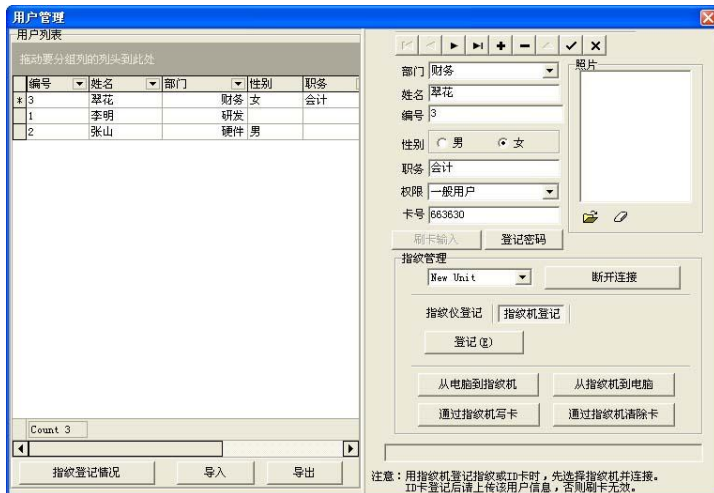 用户管理
用户列表
拖动要分组列的列头到此处
编号 姓名 部门 性别 职务
* 3 翠花 财务 女 会计
1 李明 研发
2 张山 硬件 男
Count 3
指纹登记情况 导入 导出
部门 财务
姓名 翠花
编号 3
性别 男 女
职务 会计
权限 一般用户
卡号 663630
刷卡输入 登记密码
照片
指纹管理
New Unit 断开连接
指纹仪登记 指纹机登记
登记(E)
从电脑到指纹机 从指纹机到电脑
通过指纹机写卡 通过指纹机清除卡
注意：用指纹机登记指纹或ID卡时，先选择指纹机并连接。
ID卡登记后请上传该用户信息，否则刷卡无效。